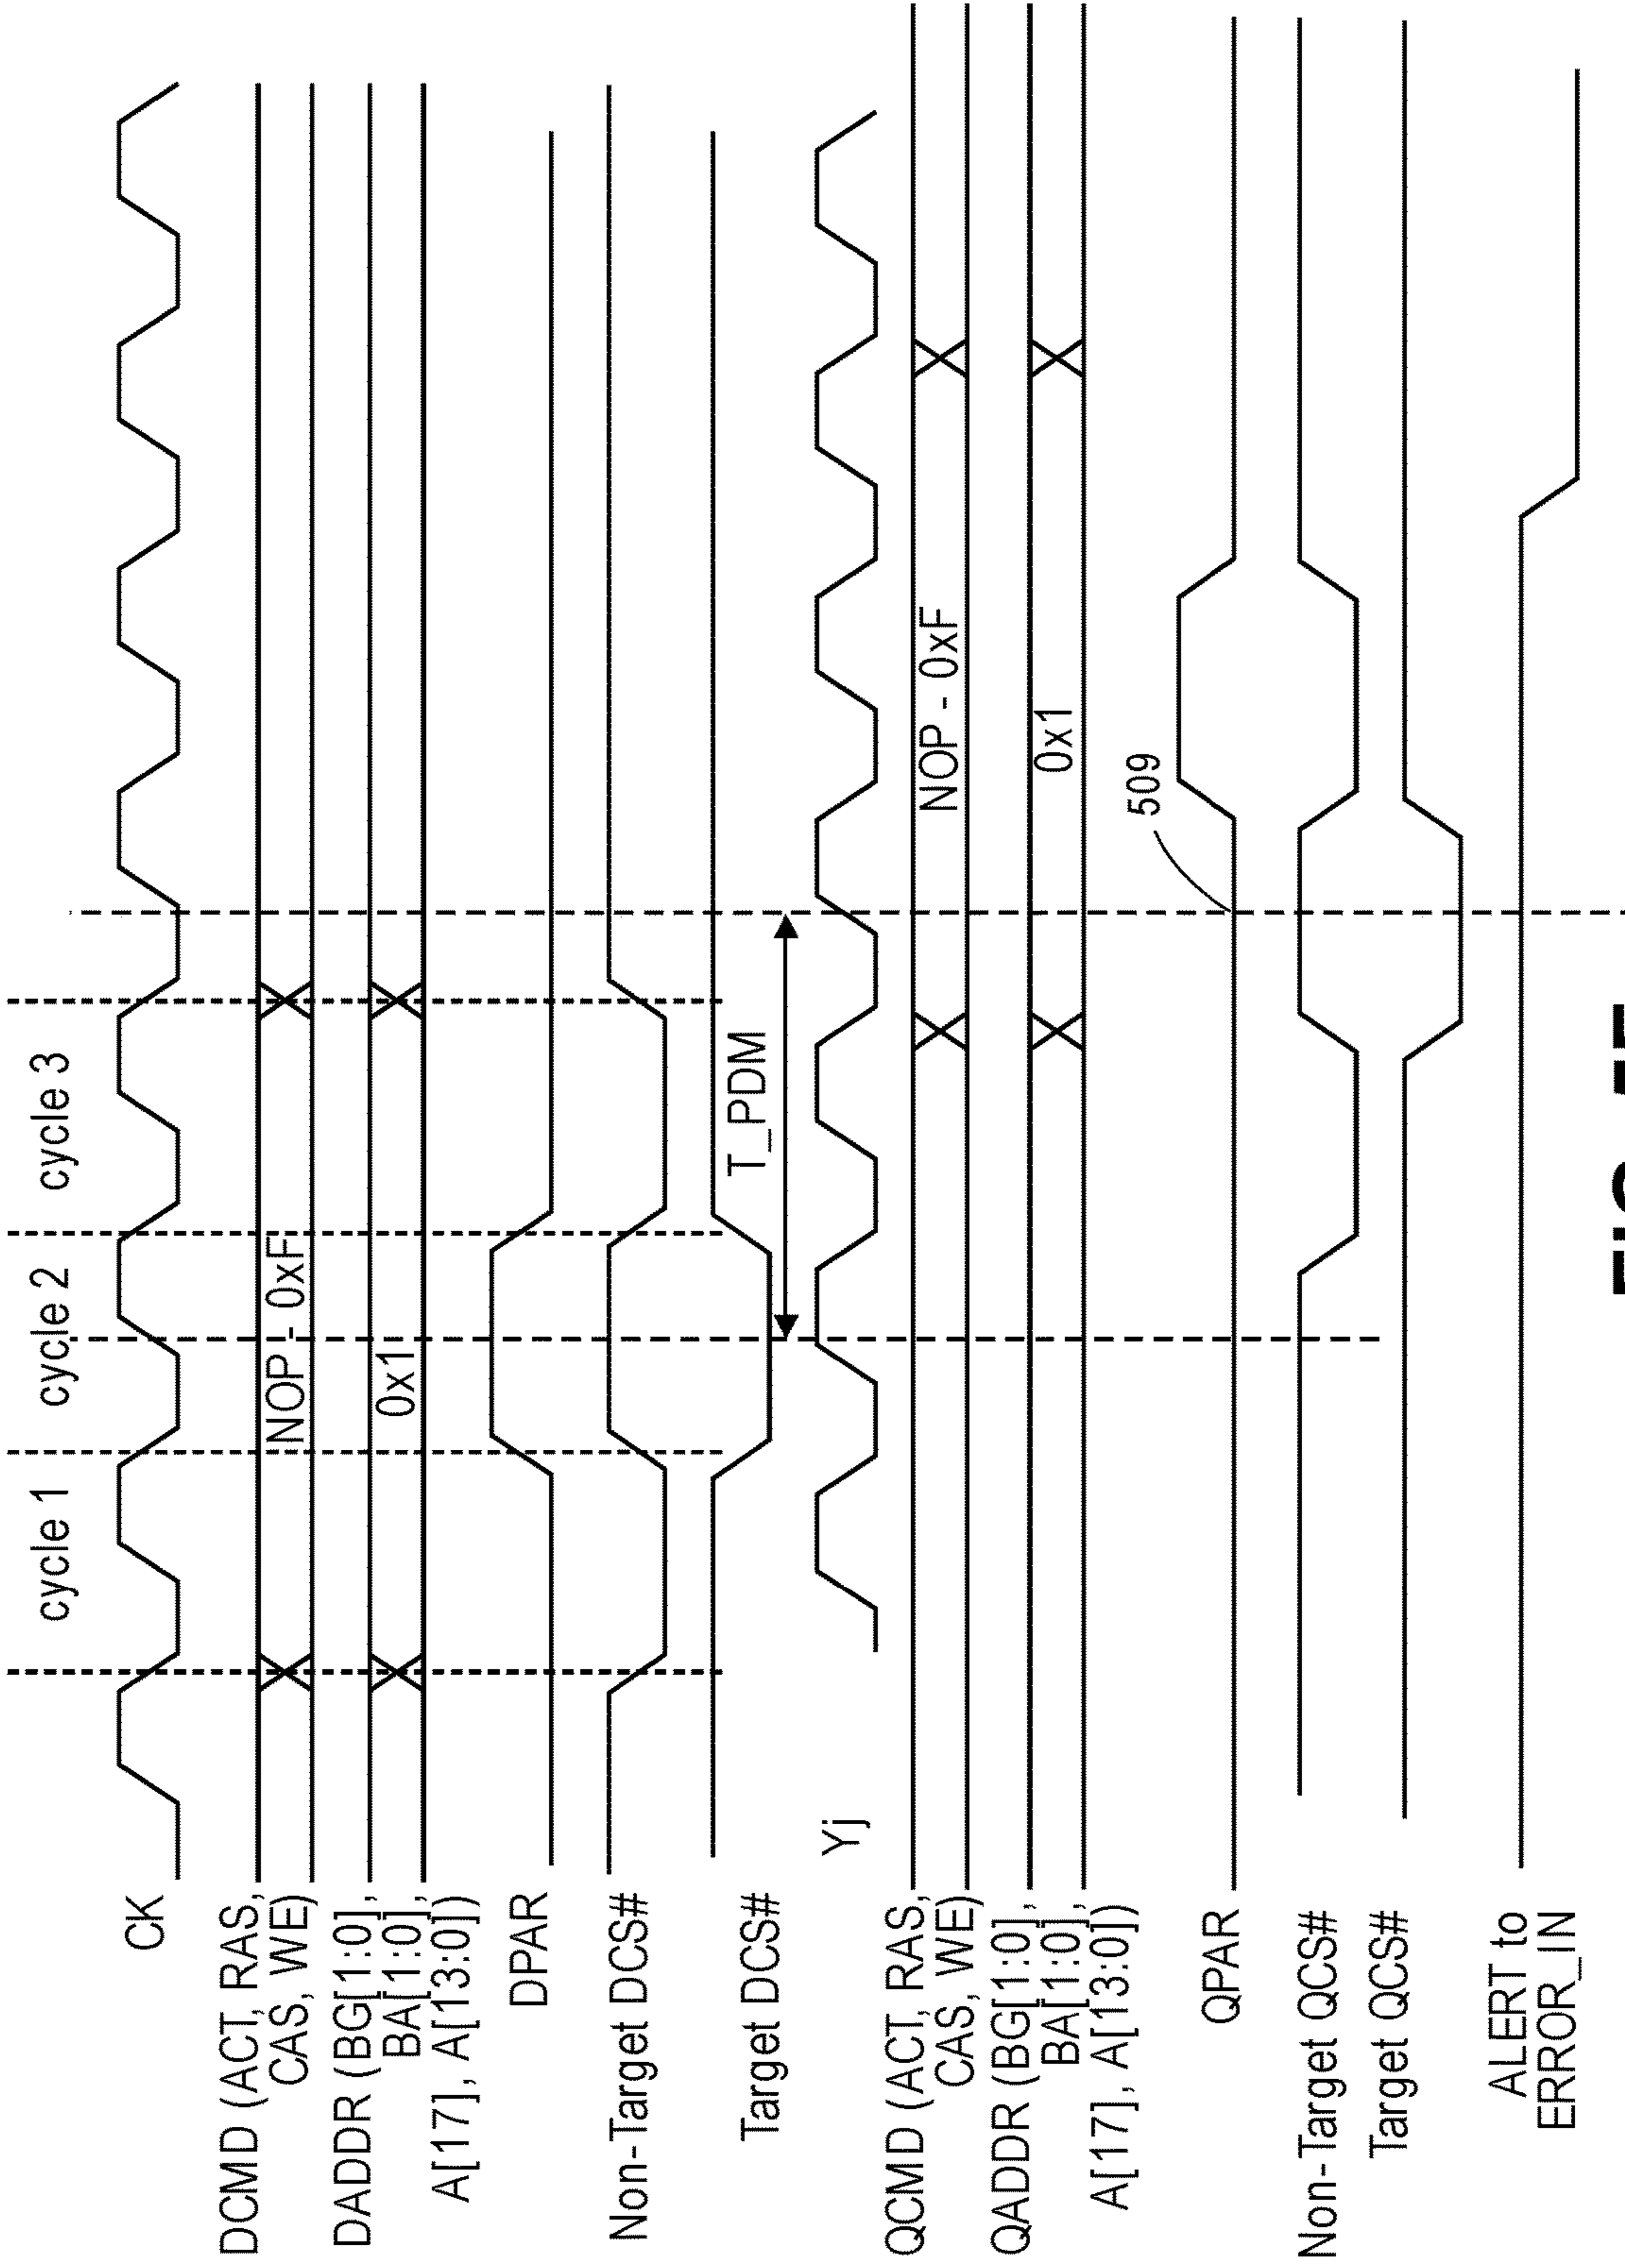 cycle 1
cycle 2
cycle 3
CK
DCMD (ACT, RAS,
CAS, WE)
NOP - 0xF
DADDR (BG[1:0],
BA[1:0],
A[17], A[13:0])
0x1
DPAR
Non-Target DCS#
Target DCS#
T_PDM
Yj
QCMD (ACT, RAS,
CAS, WE)
NOP - 0xF
QADDR (BG[1:0],
BA[1:0],
A[17], A[13:0])
0x1
509
QPAR
Non-Target QCS#
Target QCS#
ALERT to
ERROR_IN